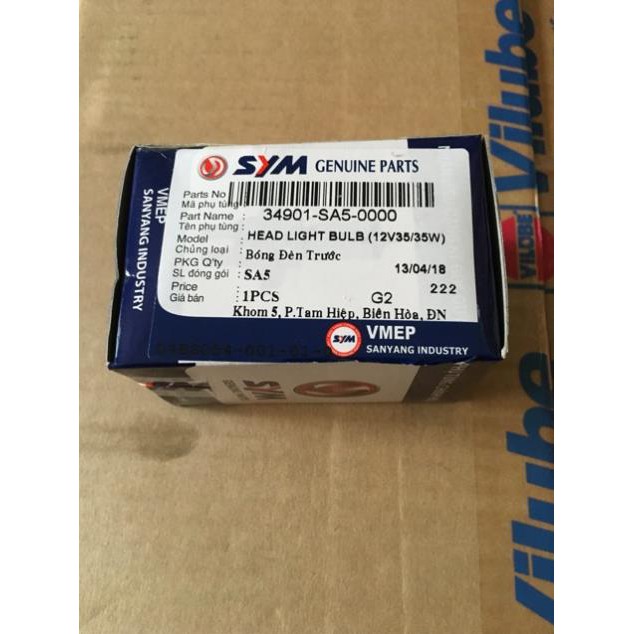 SYM GENUINE PARTS
Parts No
Mã phụ tùng
34901-SA5-0000
Part Name :
Tên phụ tùng :
HEAD LIGHT BULB (12V35/35W)
Model
Chủng loại :
Bóng Đèn Trước
PKG Q'ty
SL đóng gói :
SA5
13/04/18
Price
Giá bán :
1PCS
G2
222
Khom 5, P.Tam Hiệp, Biên Hòa, ĐN
SYM
VMEP
SANYANG INDUSTRY
VMEP
SANYANG INDUSTRY
SYM
Vilube
VILUBE
Vilube